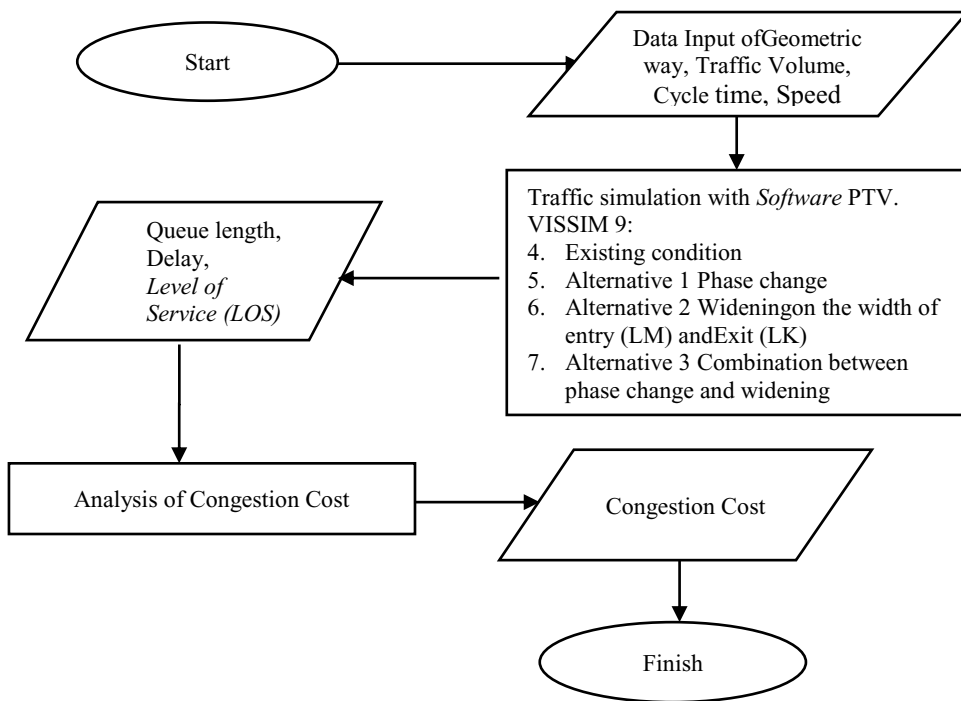 Start
Data Input ofGeometric
way, Traffic Volume,
Cycle time, Speed
Traffic simulation with Software PTV.
VISSIM 9:
4. Existing condition
5. Alternative 1 Phase change
6. Alternative 2 Wideningon the width of
entry (LM) andExit (LK)
7. Alternative 3 Combination between
phase change and widening
Queue length,
Delay,
Level of
Service (LOS)
Analysis of Congestion Cost
Congestion Cost
Finish